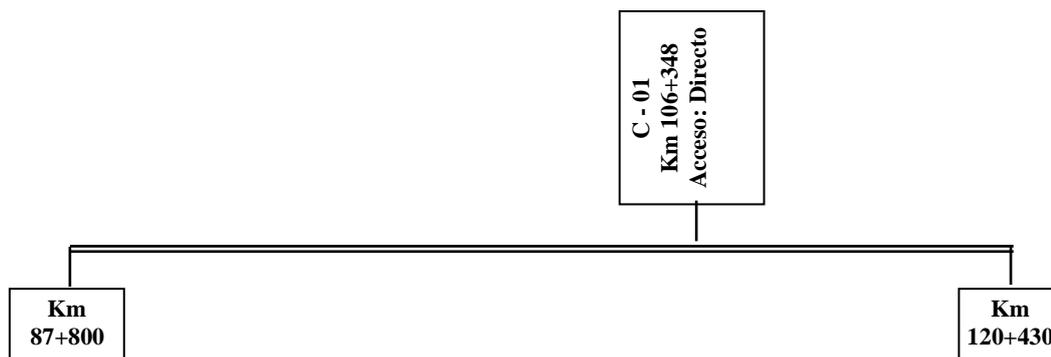 C - 01
Km 106+348
Acceso: Directo
Km
87+800
Km
120+430